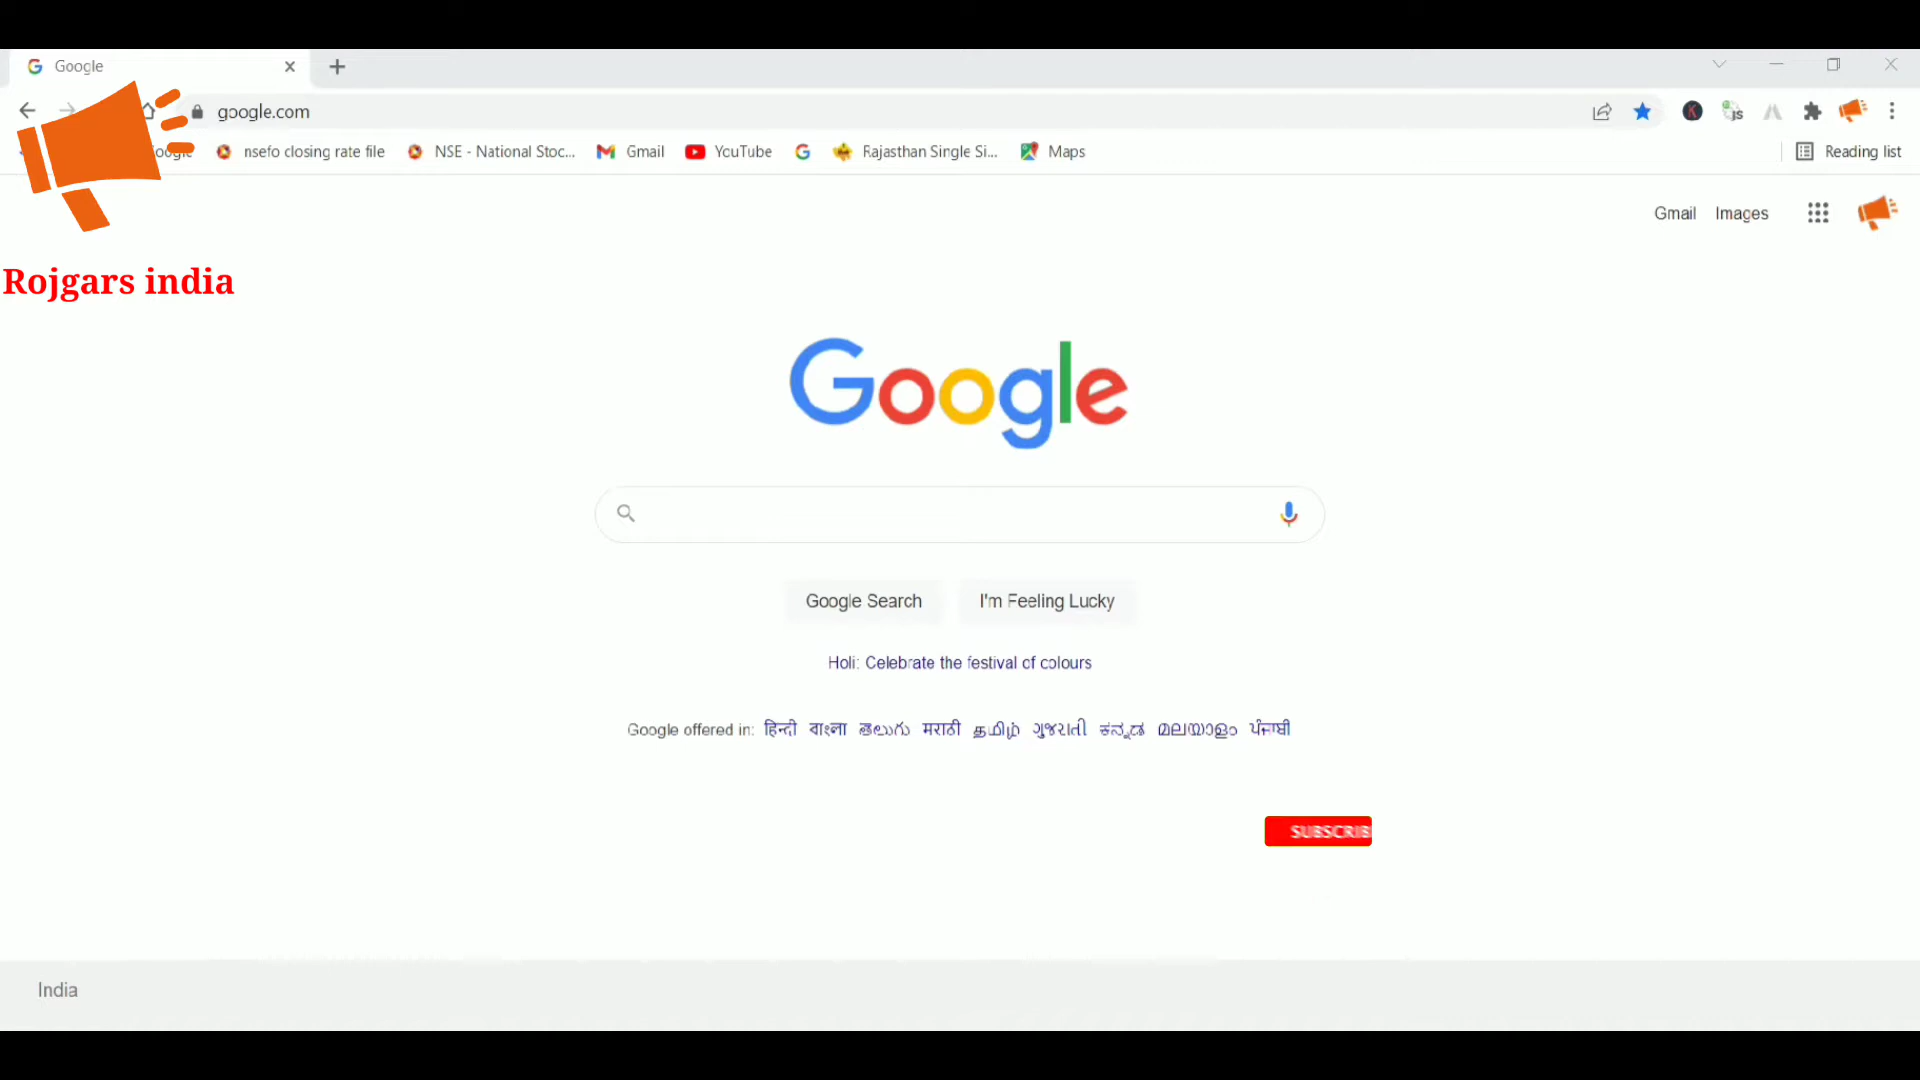 Google
google.com
nsefo closing rate file NSE - National Stoc... Gmail YouTube Rajasthan Single Si... Maps Reading list
Gmail Images
Rojgars india
Google
Google Search I'm Feeling Lucky
Holi: Celebrate the festival of colours
Google offered in: हिन्दी বাংলা తెలుగు मराठी தமிழ் ગુજરાતી ಕನ್ನಡ മലയാളം ਪੰਜਾਬੀ
SUBSCRIB
India